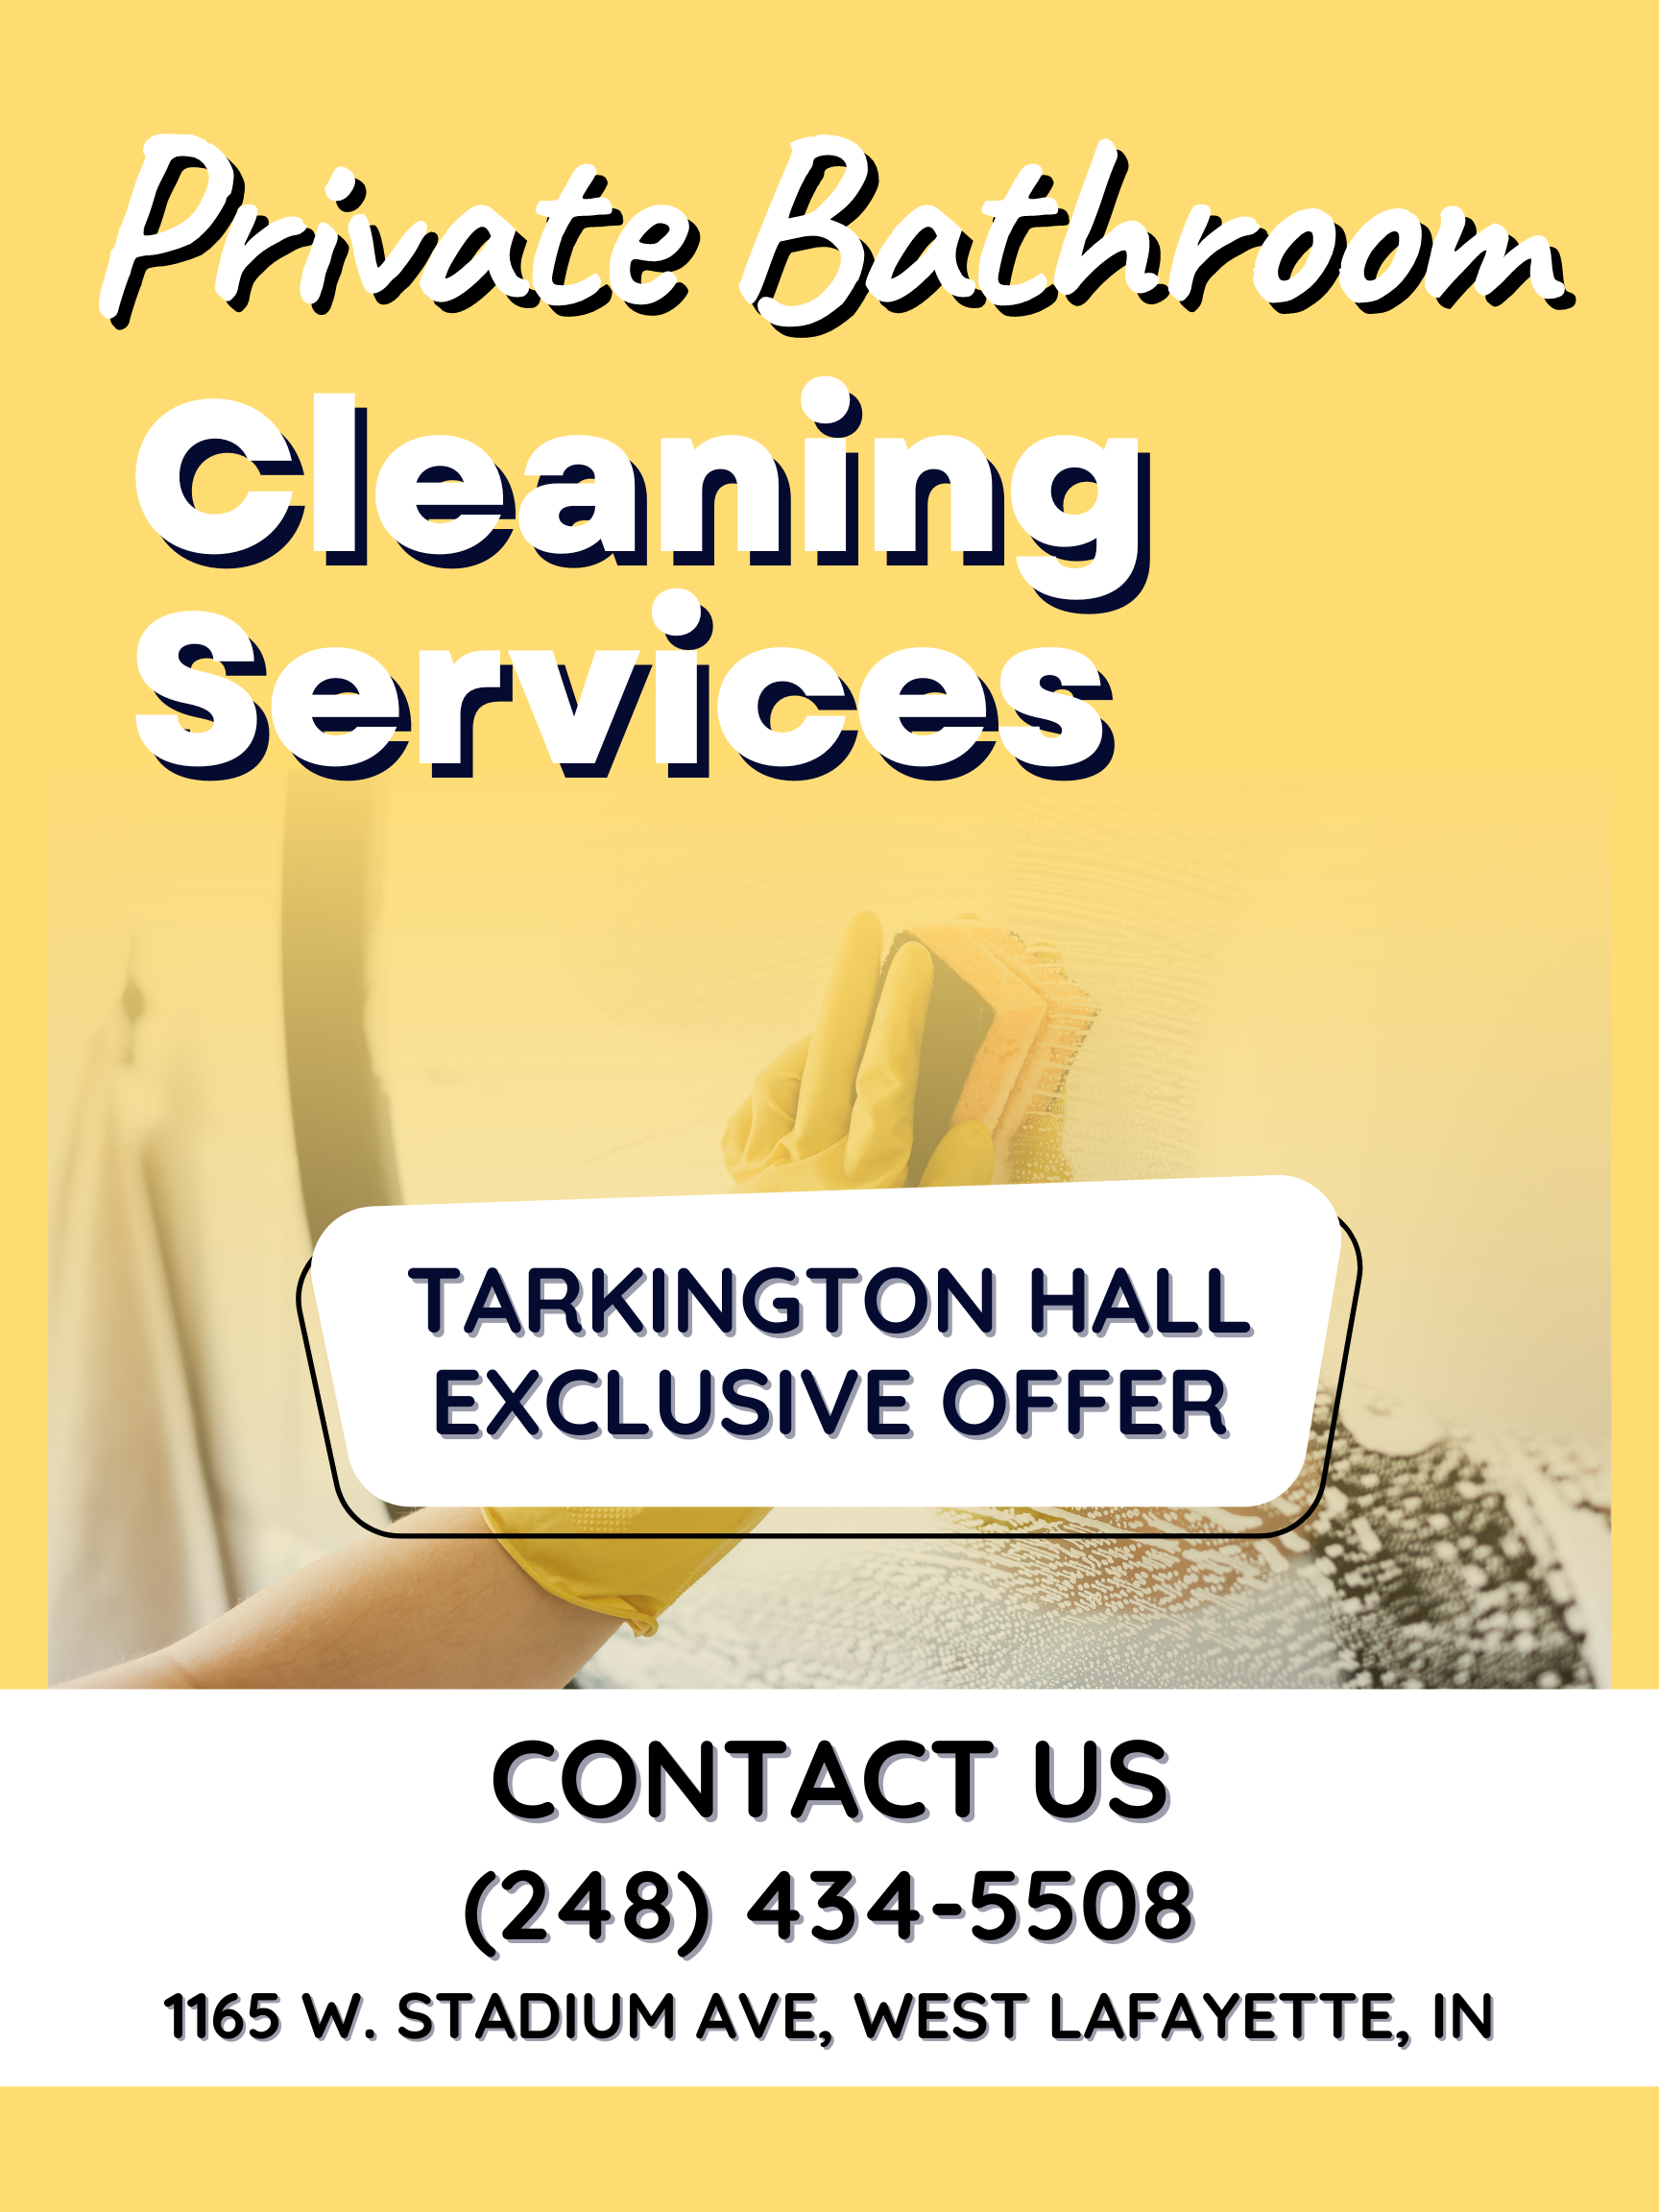 Private Bathroom
Cleaning
Services
TARKINGTON HALL
EXCLUSIVE OFFER
CONTACT US
(248) 434-5508
1165 W. STADIUM AVE, WEST LAFAYETTE, IN